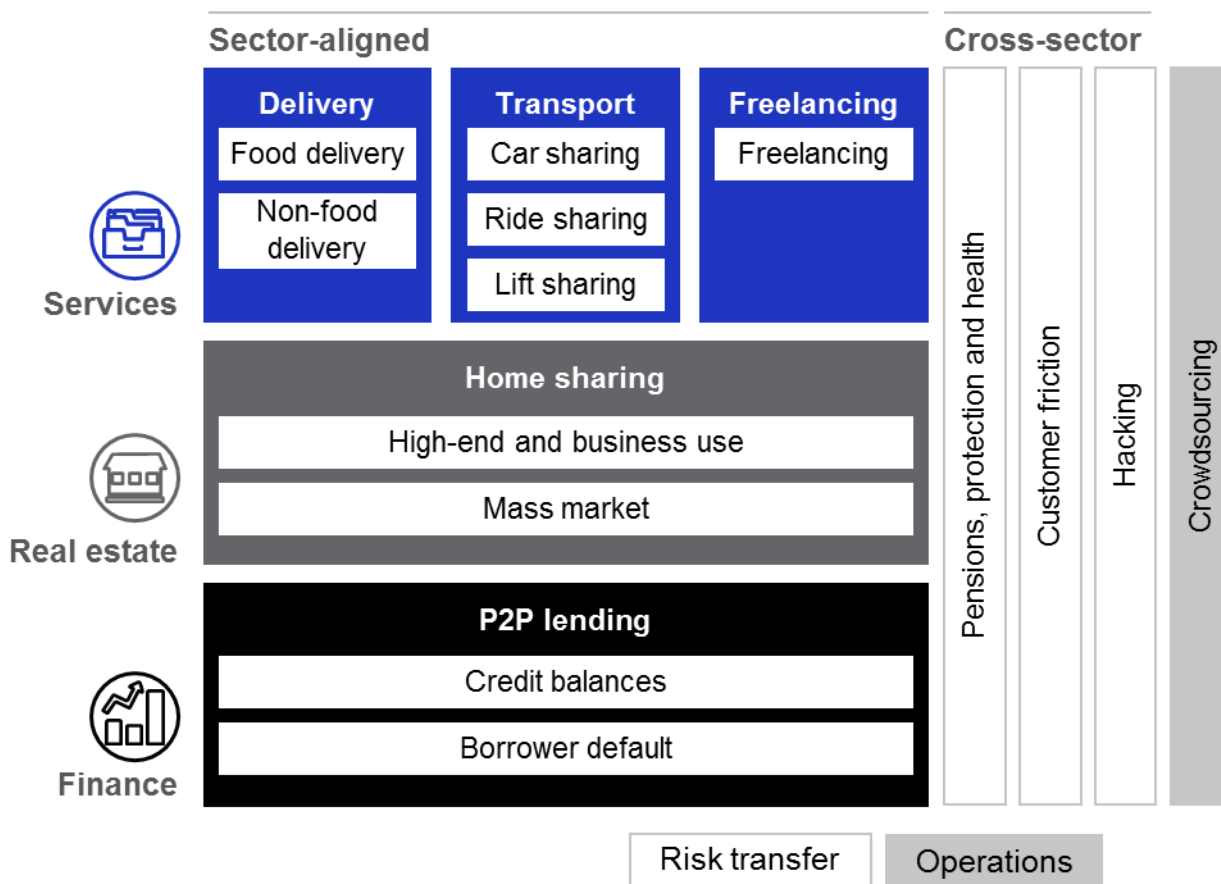 Sector-aligned
Cross-sector
Delivery
Food delivery
Non-food
delivery
Transport
Car sharing
Ride sharing
Lift sharing
Freelancing
Freelancing
Services
Home sharing
High-end and business use
Mass market
Real estate
P2P lending
Credit balances
Borrower default
Finance
Pensions, protection and health
Customer friction
Hacking
Crowdsourcing
Risk transfer
Operations